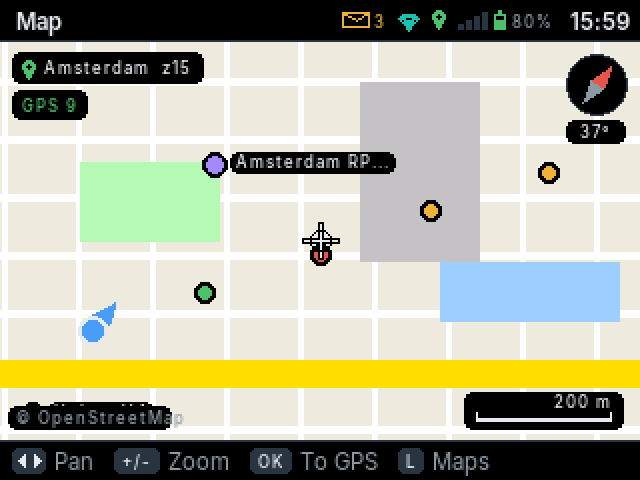 Map 3 80% 15:59
Amsterdam z15
GPS 9
37°
Amsterdam RP...
© OpenStreetMap
200 m
Pan +/- Zoom OK To GPS L Maps